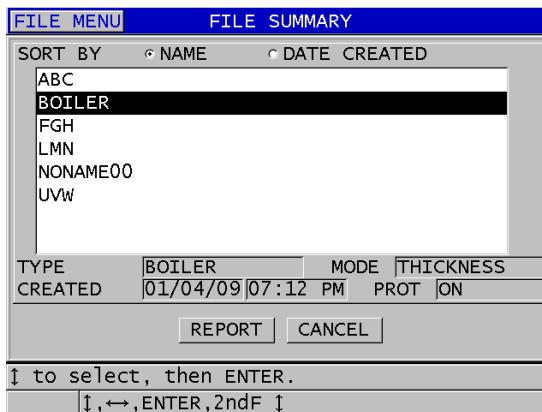 FILE MENU FILE SUMMARY
SORT BY NAME DATE CREATED
ABC
BOILER
FGH
LMN
NONAME00
UVW
TYPE BOILER MODE THICKNESS
CREATED 01/04/09 07:12 PM PROT ON
REPORT CANCEL
↕ to select, then ENTER.
↕,↔,ENTER,2ndF ↕